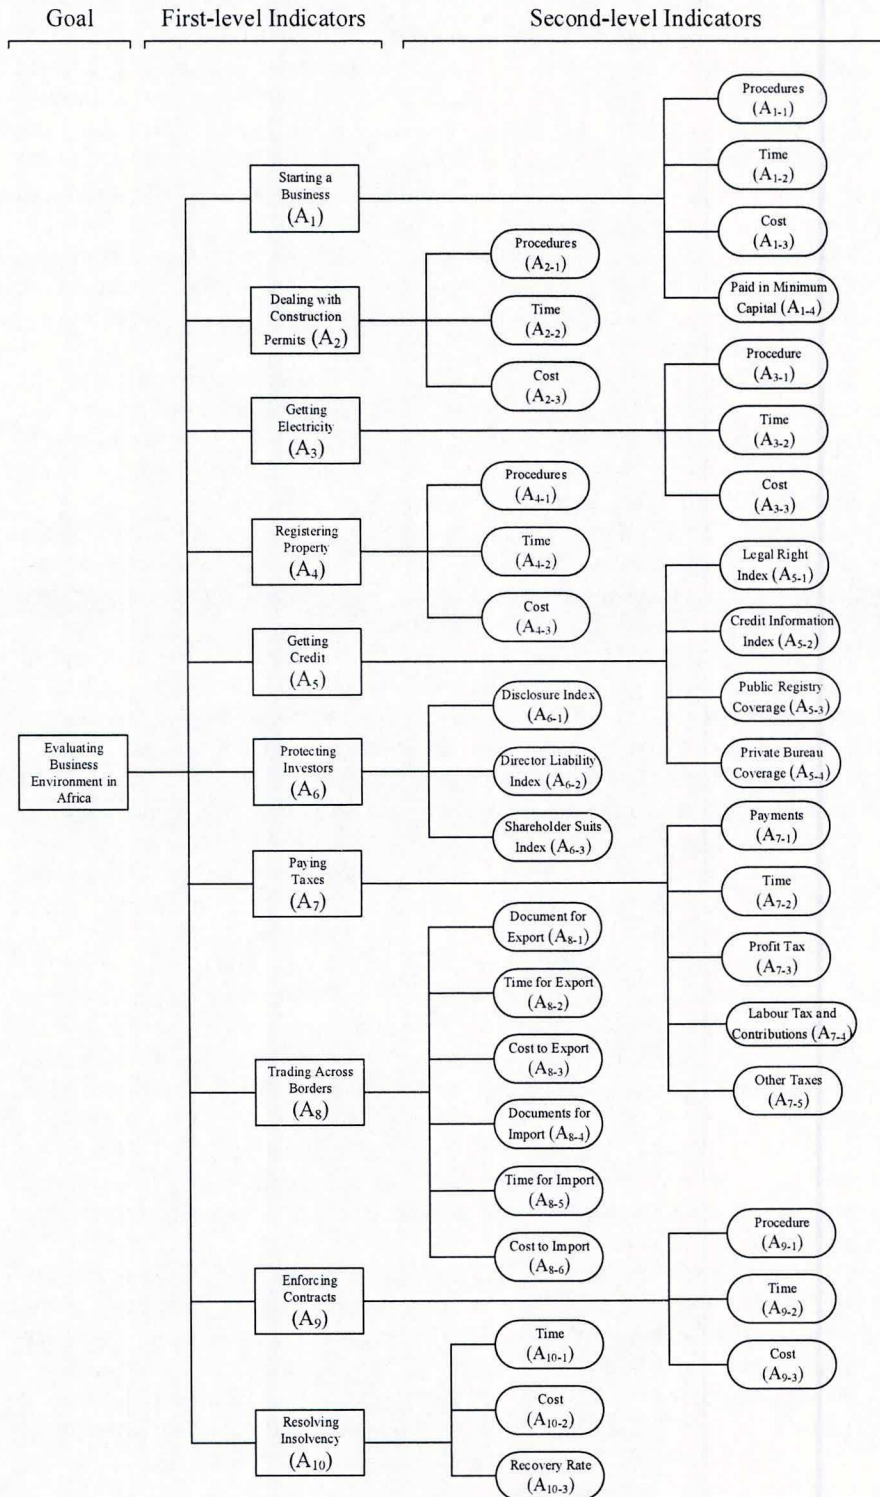 Goal
First-level Indicators
Second-level Indicators
Evaluating
Business
Environment in
Africa
Starting a
Business
(A1)
Procedures
(A1-1)
Time
(A1-2)
Cost
(A1-3)
Paid in Minimum
Capital (A1-4)
Dealing with
Construction
Permits (A2)
Procedures
(A2-1)
Time
(A2-2)
Cost
(A2-3)
Getting
Electricity
(A3)
Procedure
(A3-1)
Time
(A3-2)
Cost
(A3-3)
Registering
Property
(A4)
Procedures
(A4-1)
Time
(A4-2)
Cost
(A4-3)
Getting
Credit
(A5)
Legal Right
Index (A5-1)
Credit Information
Index (A5-2)
Public Registry
Coverage (A5-3)
Private Bureau
Coverage (A5-4)
Protecting
Investors
(A6)
Disclosure Index
(A6-1)
Director Liability
Index (A6-2)
Shareholder Suits
Index (A6-3)
Paying
Taxes
(A7)
Payments
(A7-1)
Time
(A7-2)
Profit Tax
(A7-3)
Labour Tax and
Contributions (A7-4)
Other Taxes
(A7-5)
Trading Across
Borders
(A8)
Document for
Export (A8-1)
Time for Export
(A8-2)
Cost to Export
(A8-3)
Documents for
Import (A8-4)
Time for Import
(A8-5)
Cost to Import
(A8-6)
Enforcing
Contracts
(A9)
Procedure
(A9-1)
Time
(A9-2)
Cost
(A9-3)
Resolving
Insolvency
(A10)
Time
(A10-1)
Cost
(A10-2)
Recovery Rate
(A10-3)